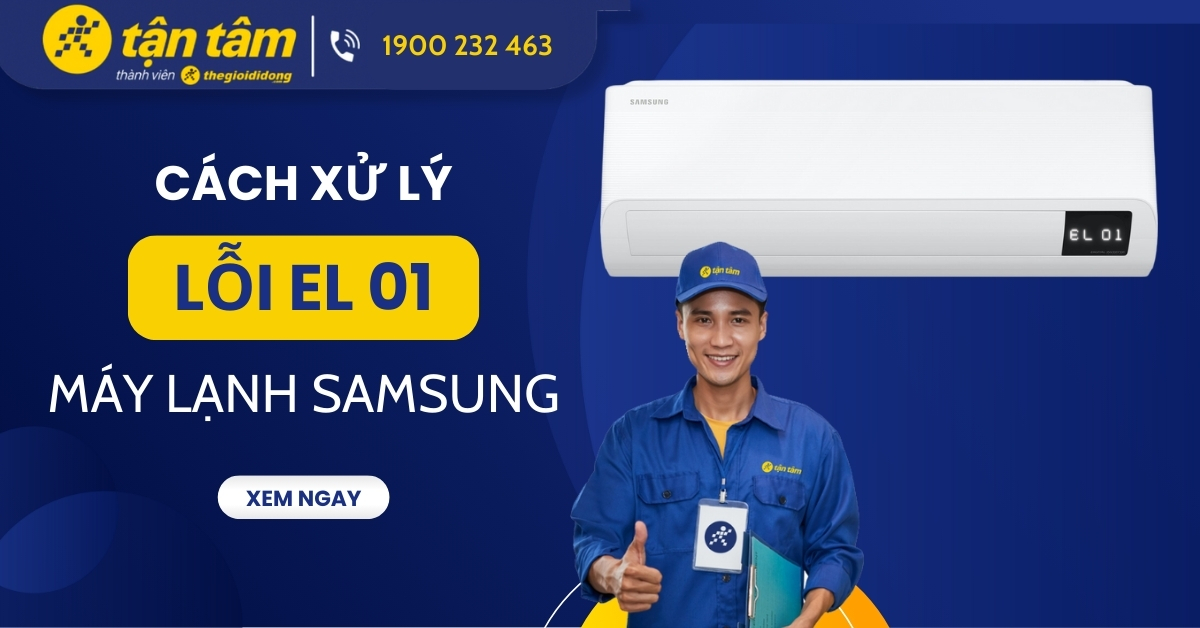 tận tâm
thành viên thegioididong.com
1900 232 463
SAMSUNG
CÁCH XỬ LÝ
LỖI EL 01
MÁY LẠNH SAMSUNG
XEM NGAY
EL 01
tận tâm
tận tâm